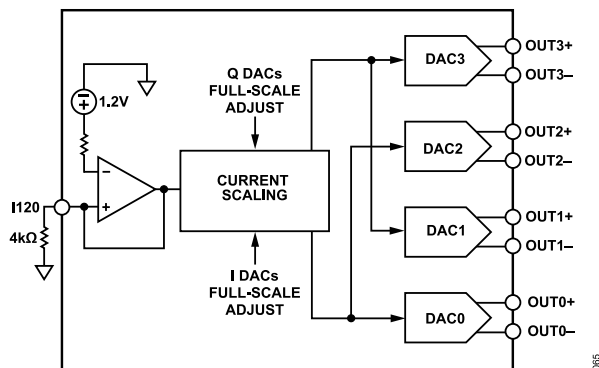 Q DACs
FULL-SCALE
ADJUST
1.2V
−
+
−
+
I120
4kΩ
CURRENT
SCALING
I DACs
FULL-SCALE
ADJUST
DAC3
OUT3+
OUT3−
DAC2
OUT2+
OUT2−
DAC1
OUT1+
OUT1−
DAC0
OUT0+
OUT0−
065